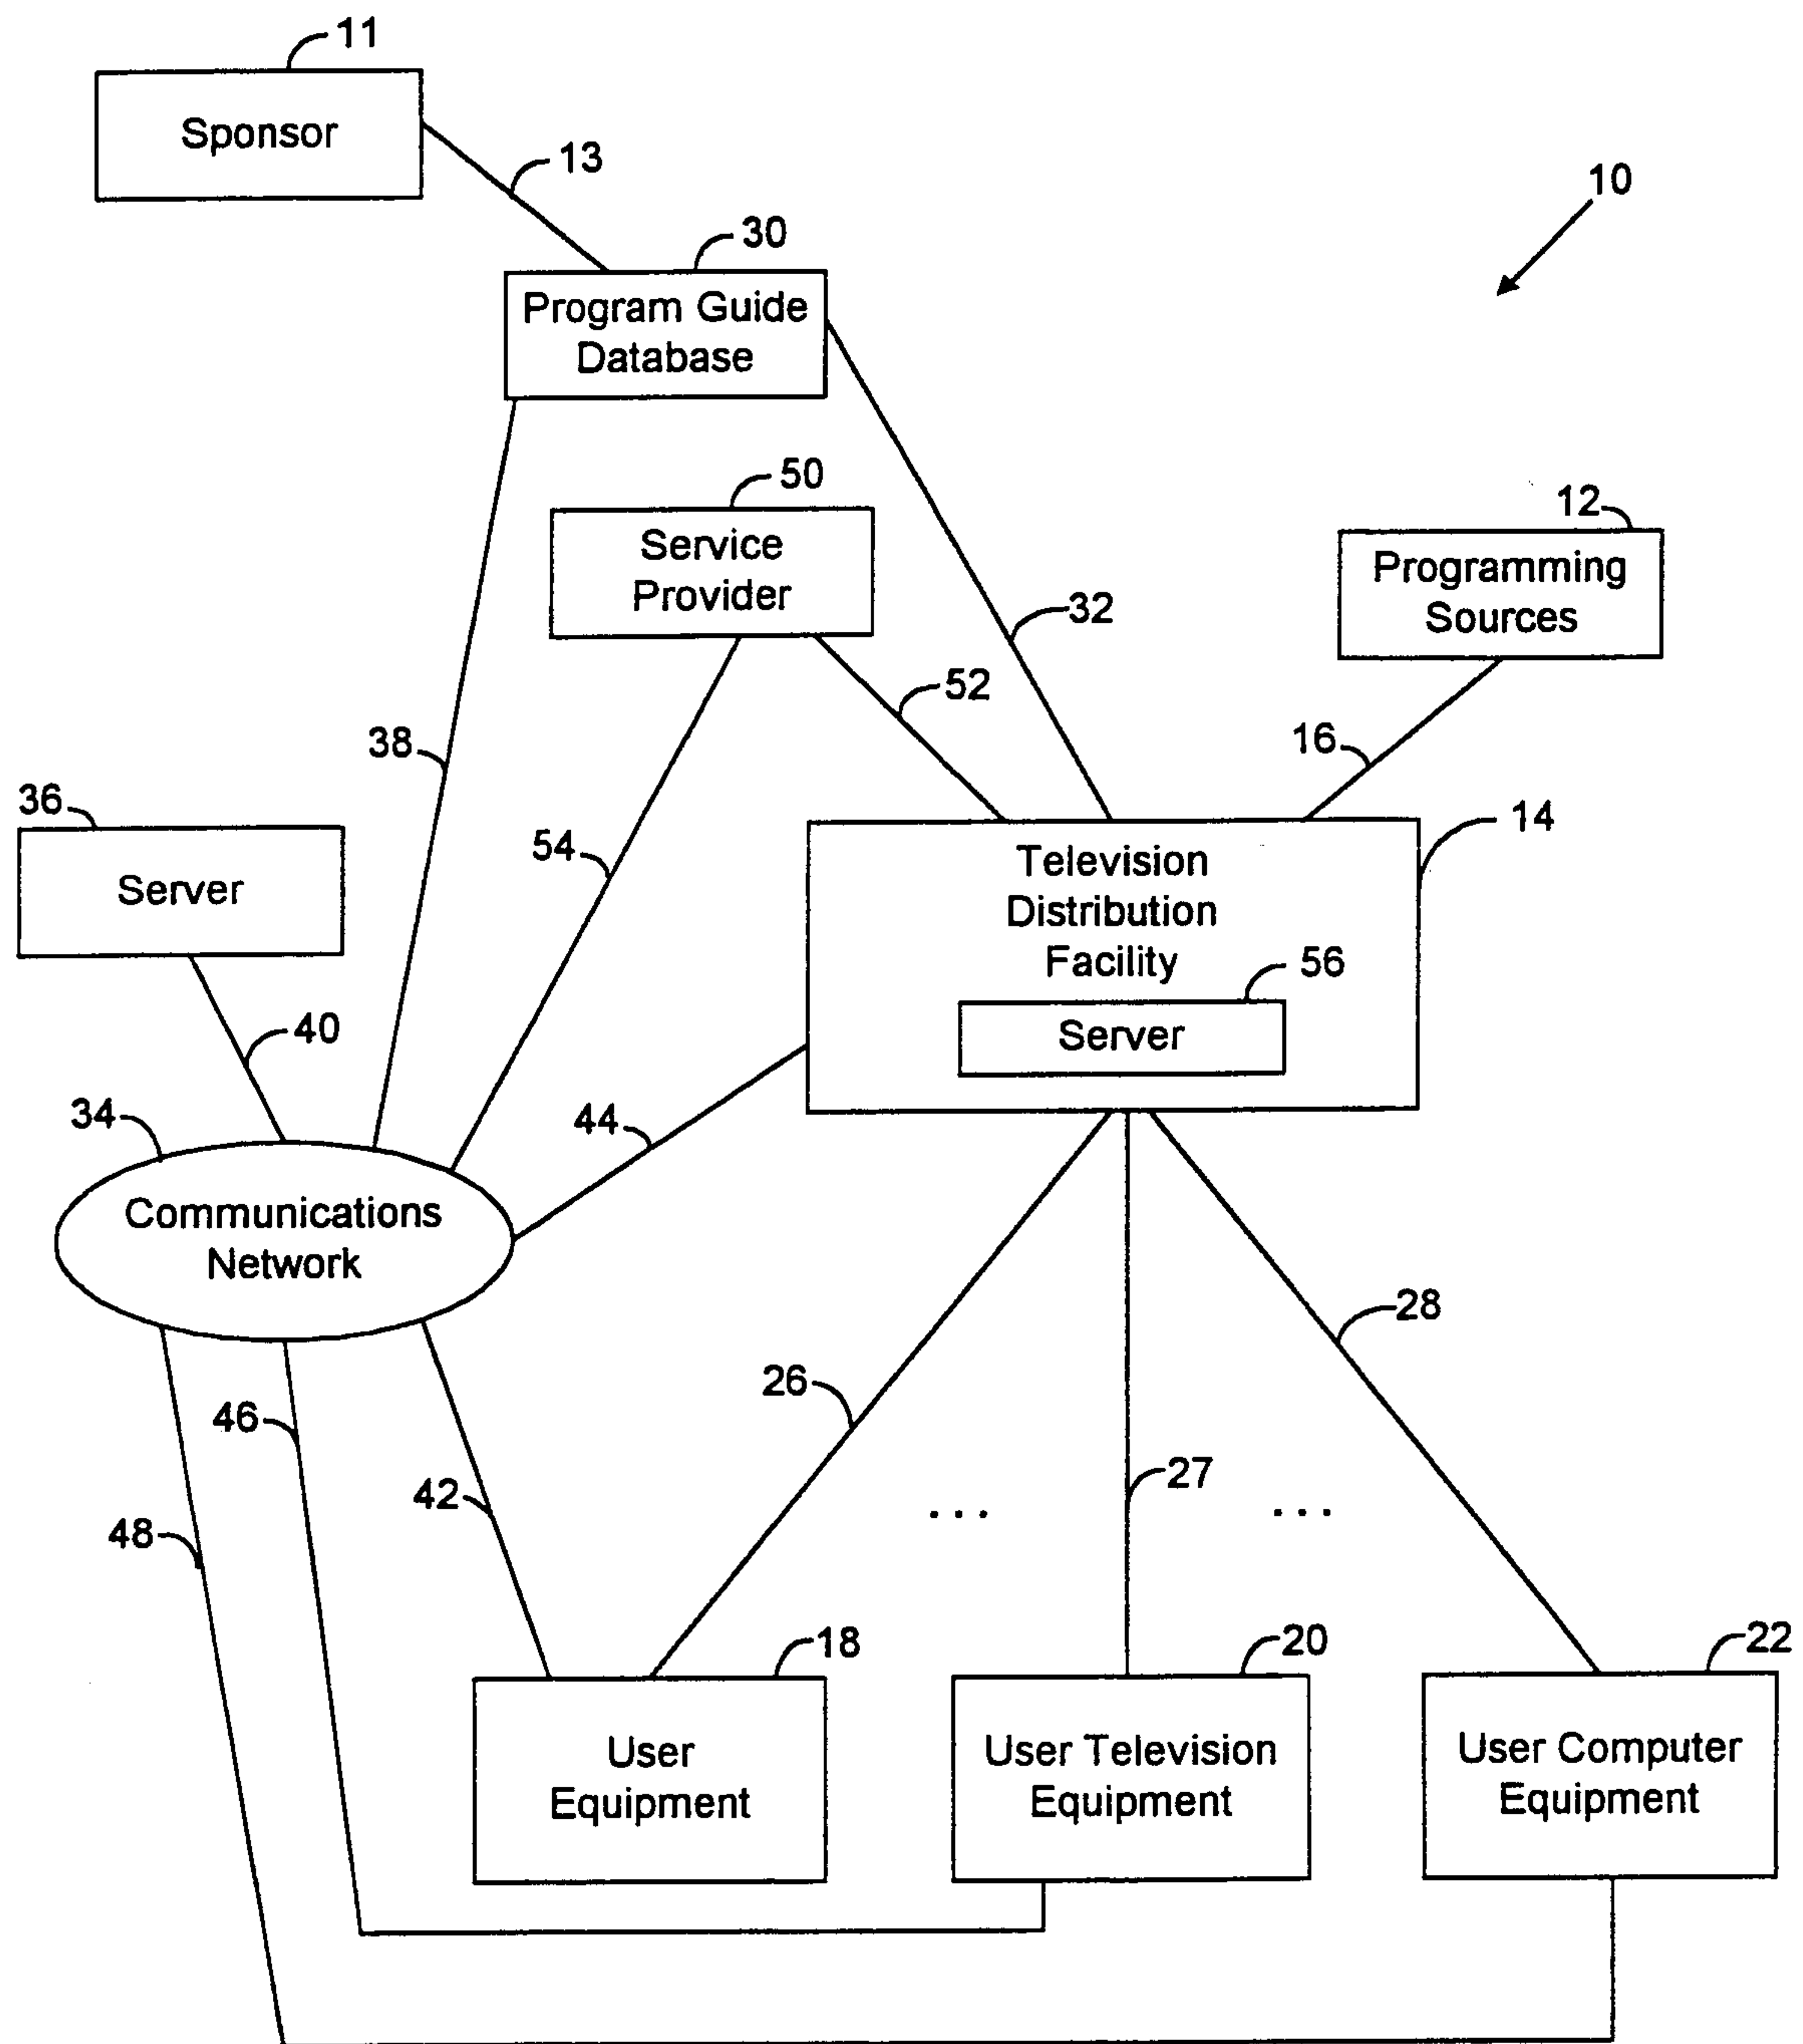 11
Sponsor
13
10
30
Program Guide
Database
50
12
Service
Provider
Programming
Sources
32
52
38
16
36
14
54
Server
Television
Distribution
Facility
56
40
Server
34
44
Communications
Network
28
26
46
27
42
... ...
48
18
20
22
User
Equipment
User Television
Equipment
User Computer
Equipment